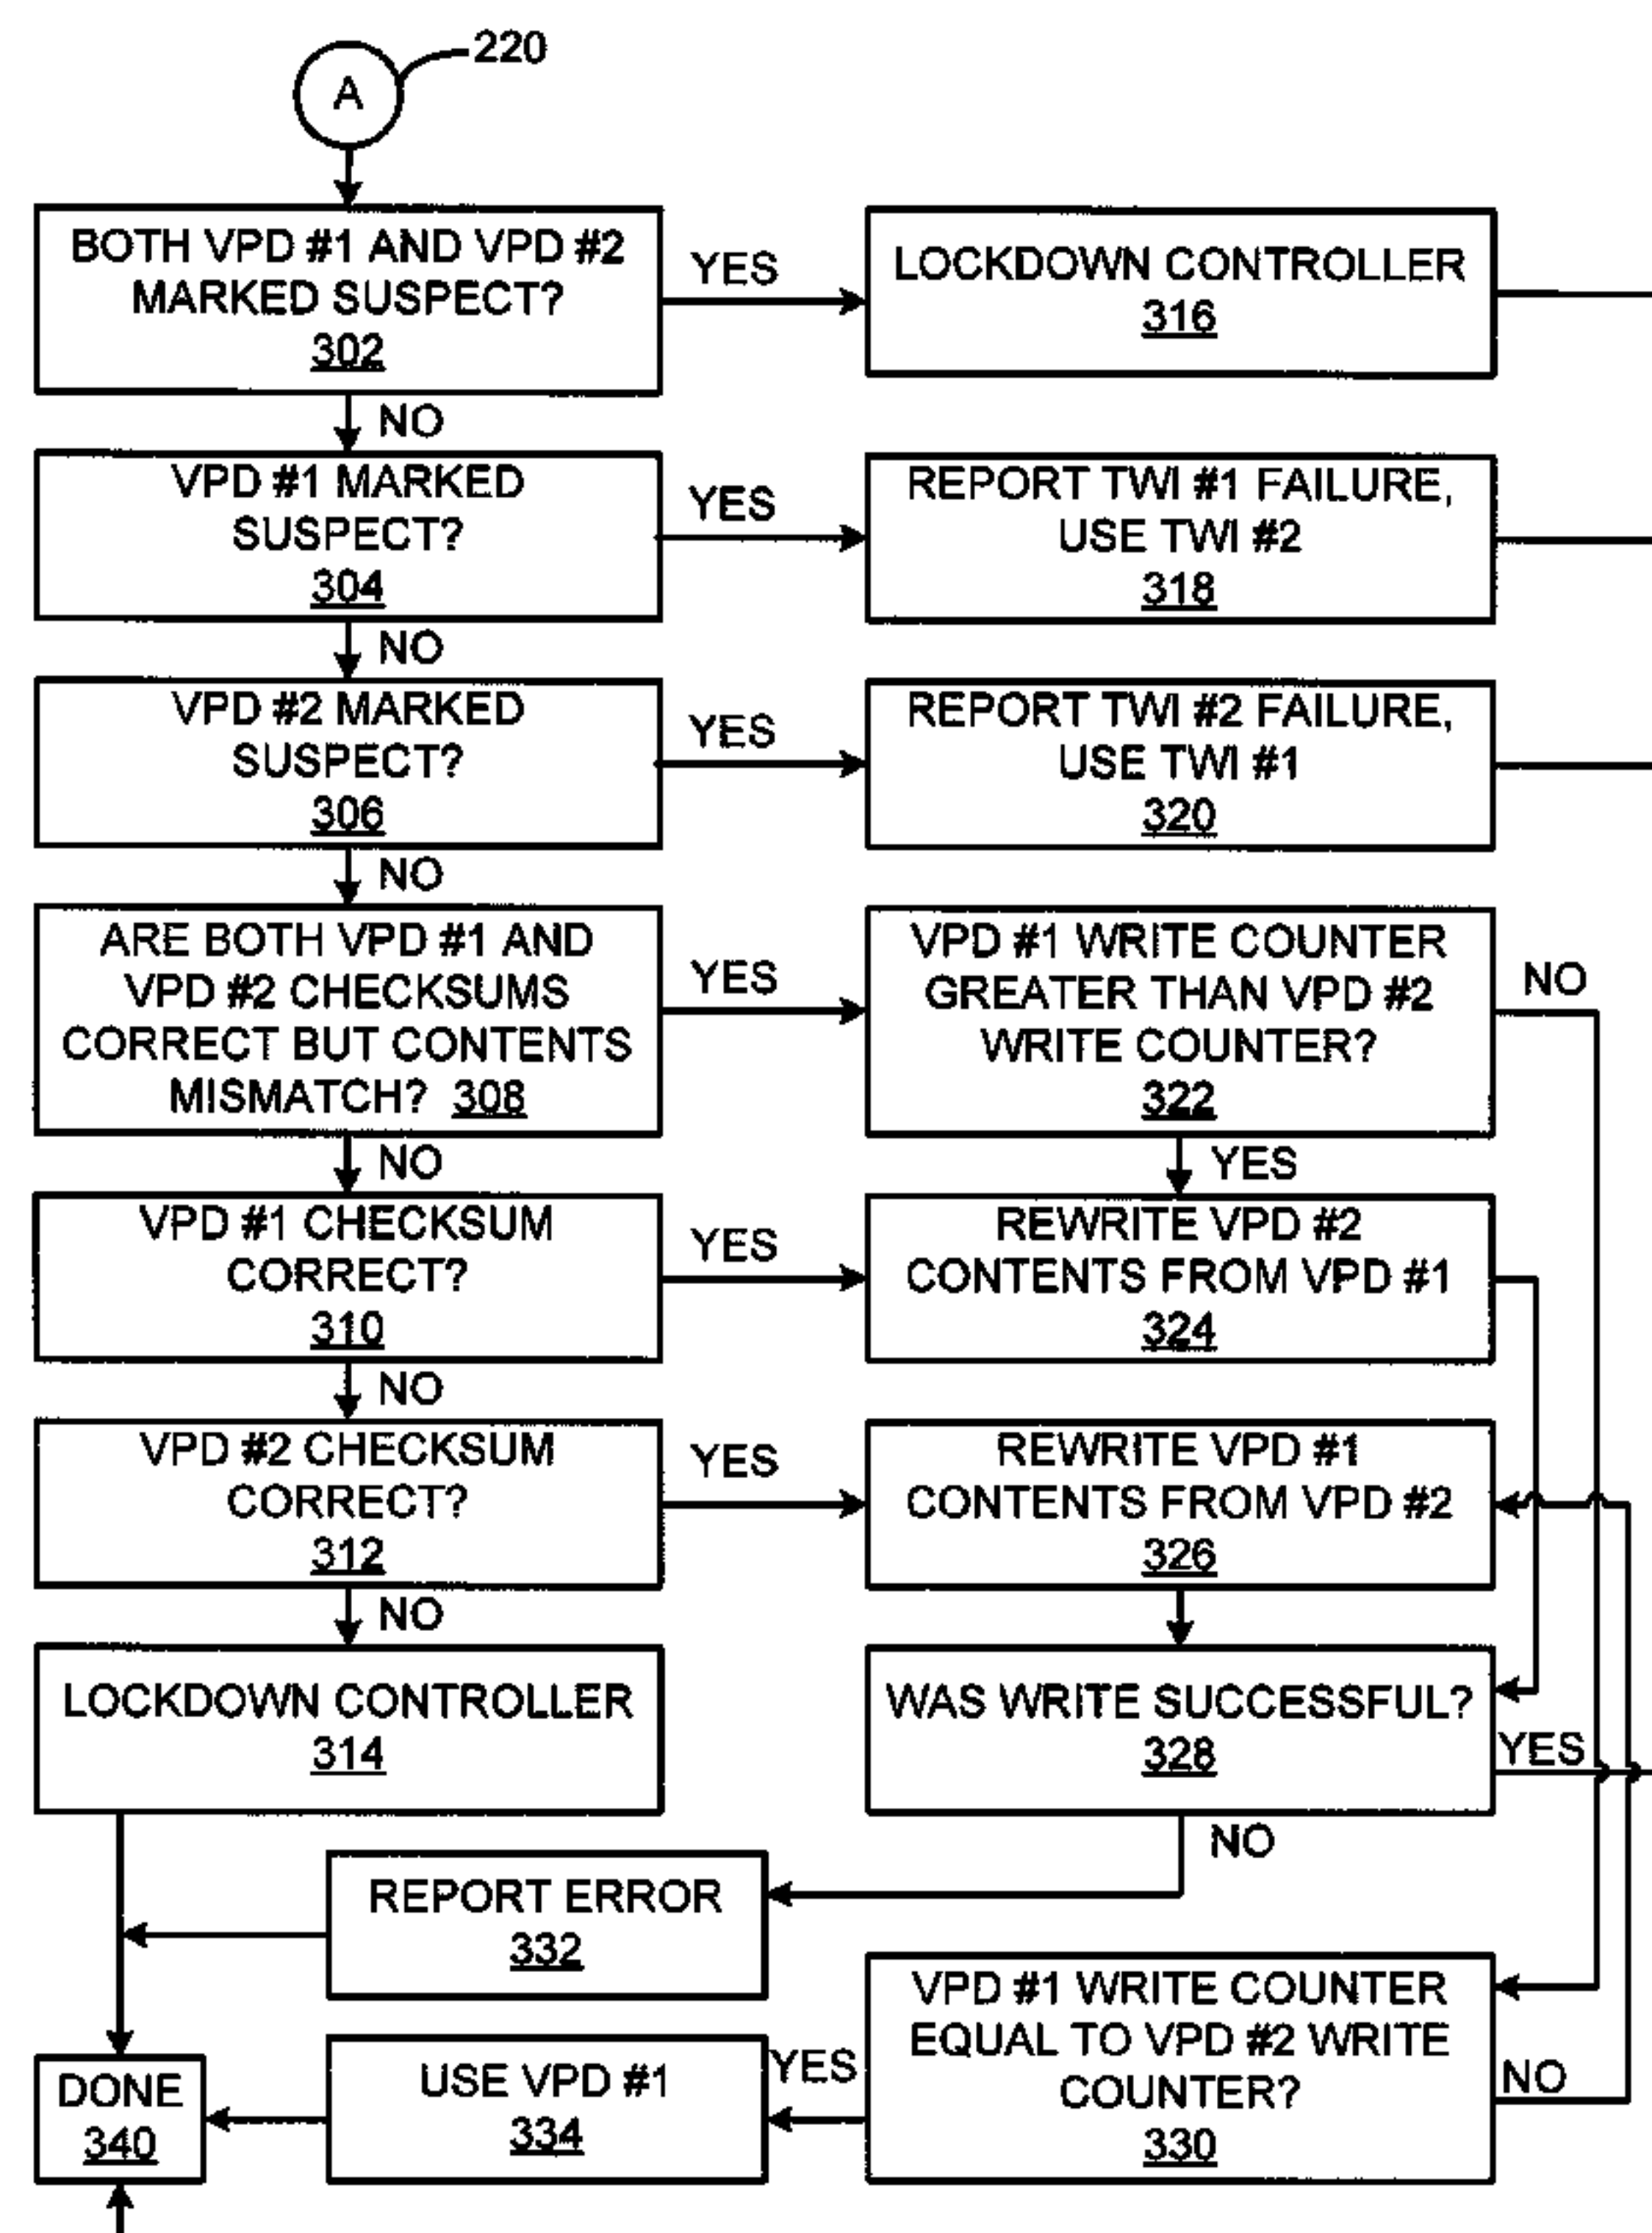 220
A
BOTH VPD #1 AND VPD #2
MARKED SUSPECT?
302
YES
LOCKDOWN CONTROLLER
316
NO
VPD #1 MARKED
SUSPECT?
304
YES
REPORT TWI #1 FAILURE,
USE TWI #2
318
NO
VPD #2 MARKED
SUSPECT?
306
YES
REPORT TWI #2 FAILURE,
USE TWI #1
320
NO
ARE BOTH VPD #1 AND
VPD #2 CHECKSUMS
CORRECT BUT CONTENTS
MISMATCH? 308
YES
VPD #1 WRITE COUNTER
GREATER THAN VPD #2
WRITE COUNTER?
322
NO
NO
YES
VPD #1 CHECKSUM
CORRECT?
310
YES
REWRITE VPD #2
CONTENTS FROM VPD #1
324
NO
VPD #2 CHECKSUM
CORRECT?
312
YES
REWRITE VPD #1
CONTENTS FROM VPD #2
326
NO
LOCKDOWN CONTROLLER
314
WAS WRITE SUCCESSFUL?
328
YES
NO
REPORT ERROR
332
VPD #1 WRITE COUNTER
EQUAL TO VPD #2 WRITE
COUNTER?
330
NO
YES
USE VPD #1
334
DONE
340